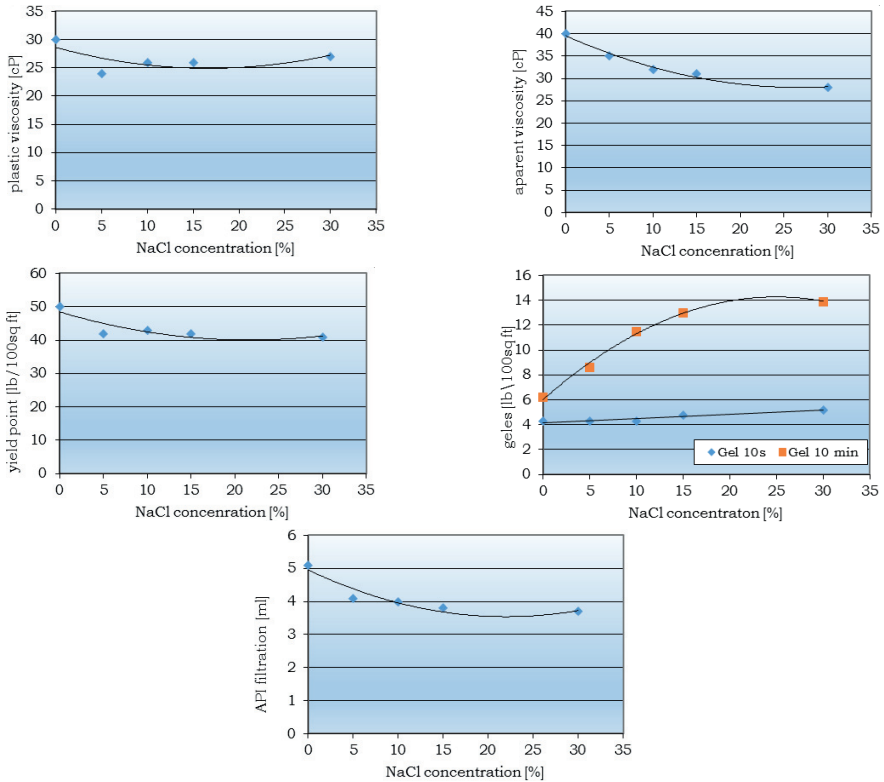 plastic viscosity [cP]
35
30
25
20
15
10
5
0
0 5 10 15 20 25 30 35
NaCl concentration [%]
aparent viscosity [cP]
45
40
35
30
25
20
15
10
5
0
0 5 10 15 20 25 30 35
NaCl concenration [%]
yield point [lb/100sq ft]
60
50
40
30
20
10
0
0 5 10 15 20 25 30 35
NaCl concenration [%]
geles [lb\100sq ft]
16
14
12
10
8
6
4
2
0
Gel 10s Gel 10 min
0 5 10 15 20 25 30 35
NaCl concentraton [%]
API filtration [ml]
6
5
4
3
2
1
0
0 5 10 15 20 25 30 35
NaCl concenration [%]